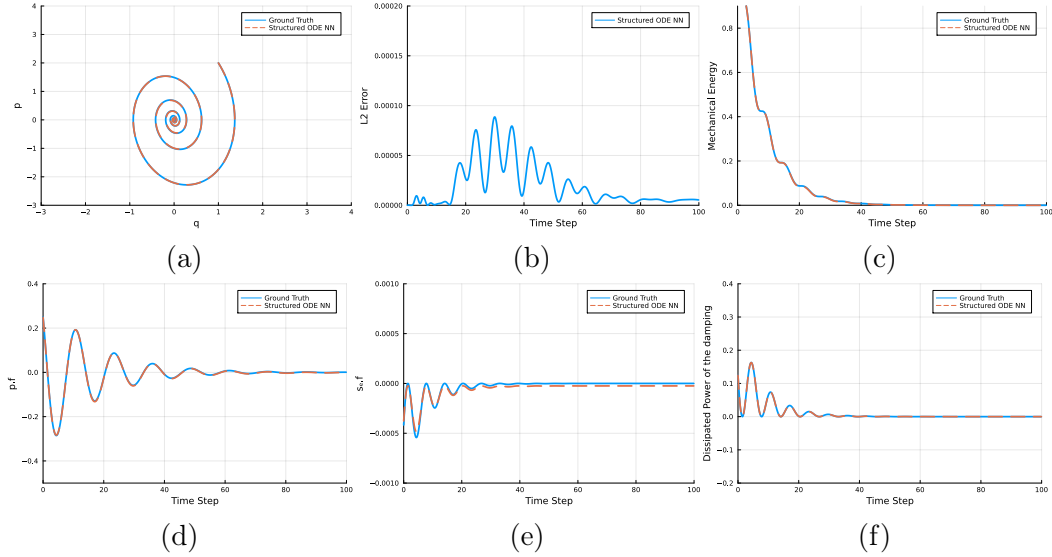 p
4
3
2
1
0
−1
−2
−3
−3
−2
−1
0
1
2
3
4
q
Ground Truth
Structured ODE NN
(a)
L2 Error
0.00020
0.00015
0.00010
0.00005
0.00000
0
20
40
60
80
100
Time Step
Structured ODE NN
(b)
Mechanical Energy
0.8
0.6
0.4
0.2
0.0
0
20
40
60
80
100
Time Step
Ground Truth
Structured ODE NN
(c)
0.4
0.2
0.0
−0.2
−0.4
0
20
40
60
80
100
Time Step
Ground Truth
Structured ODE NN
(d)
0.0010
0.0005
0.0000
−0.0005
−0.0010
0
20
40
60
80
100
Time Step
Ground Truth
Structured ODE NN
(e)
Dissipated Power of the damping
0.4
0.3
0.2
0.1
0.0
−0.1
−0.2
0
20
40
60
80
100
Time Step
Ground Truth
Structured ODE NN
(f)